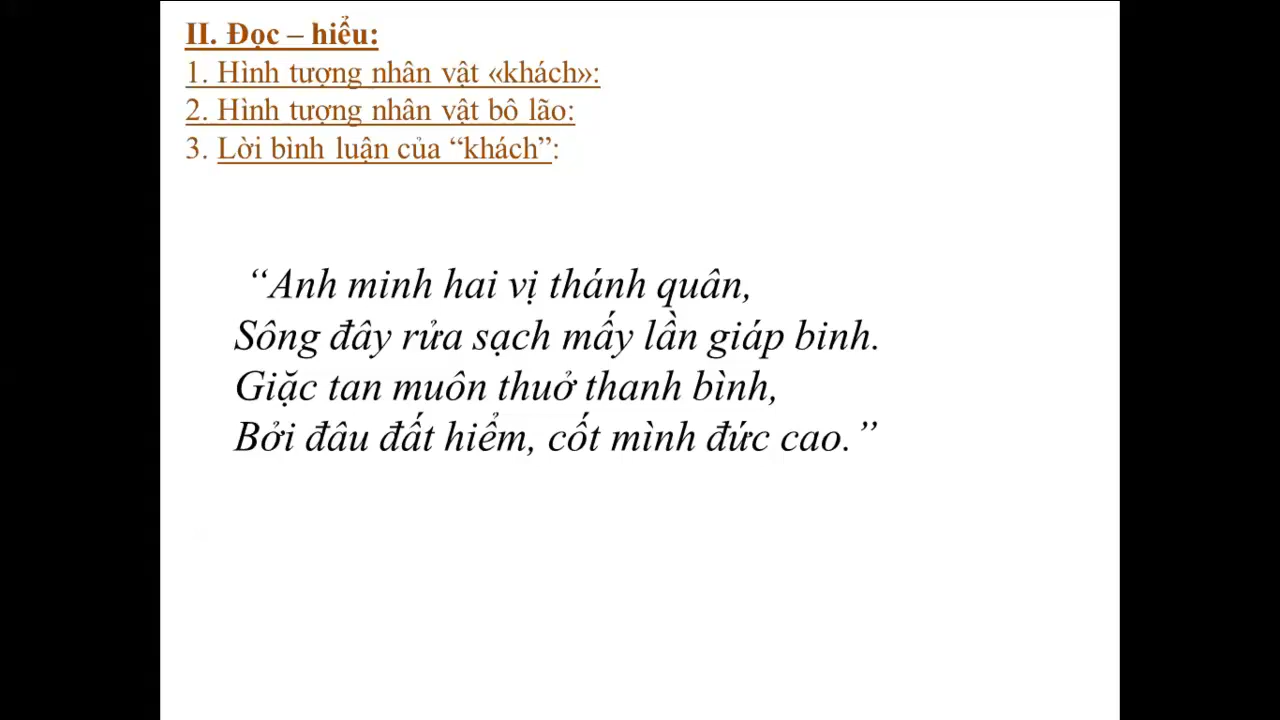 II. Đọc – hiểu:
1. Hình tượng nhân vật «khách»:
2. Hình tượng nhân vật bô lão:
3. Lời bình luận của “khách”:
“Anh minh hai vị thánh quân,
Sông đây rửa sạch mấy lần giáp binh.
Giặc tan muôn thuở thanh bình,
Bởi đâu đất hiểm, cốt mình đức cao.”